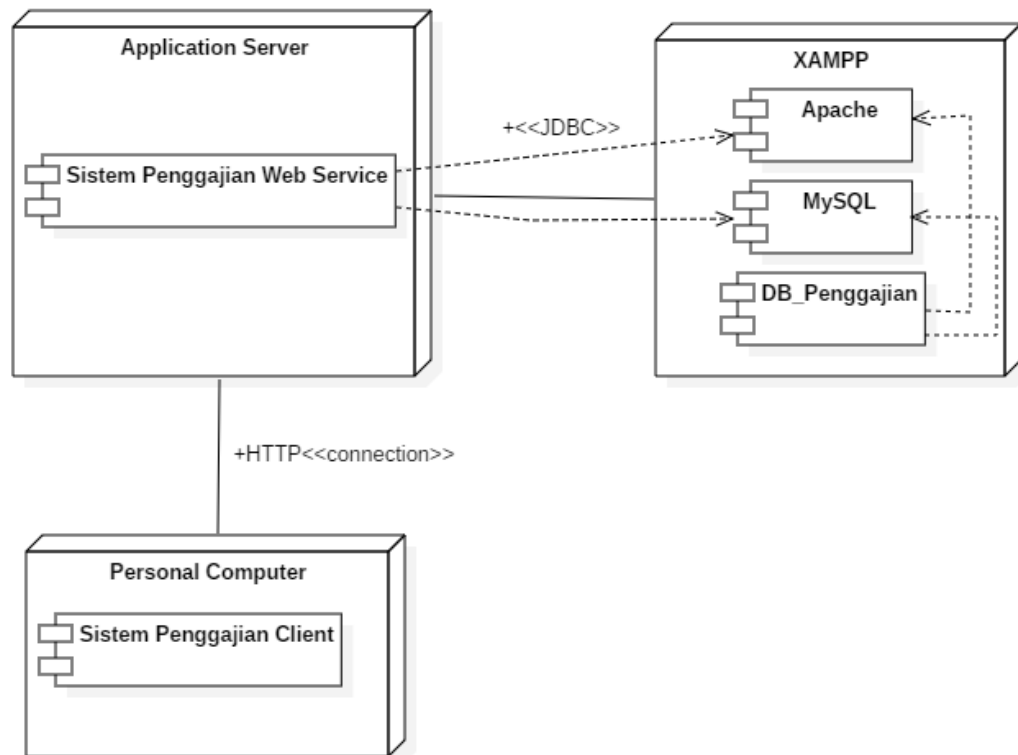 Application Server
Sistem Penggajian Web Service
+<<JDBC>>
XAMPP
Apache
MySQL
DB_Penggajian
+HTTP<<connection>>
Personal Computer
Sistem Penggajian Client